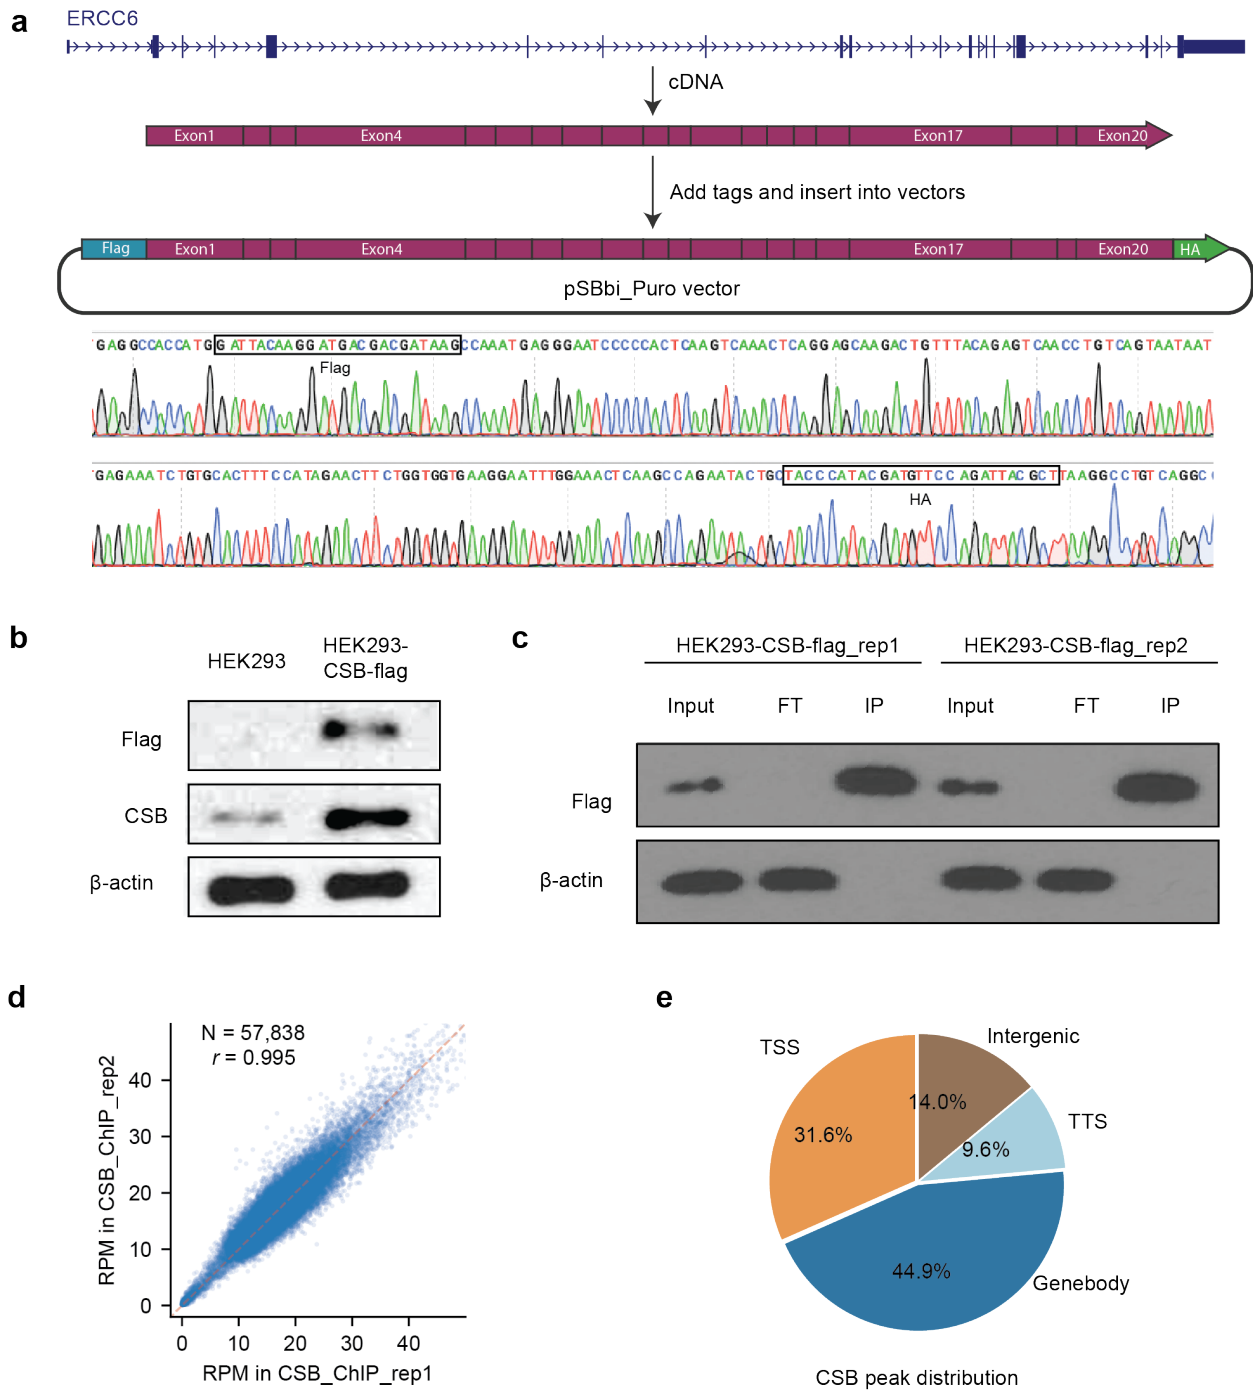 a
ERCC6
cDNA
Exon1 Exon4 Exon17 Exon20
Add tags and insert into vectors
Flag Exon1 Exon4 Exon17 Exon20 HA
pSBbi_Puro vector
GAGGCCACCATGGATTACAAGGATGACGACGATAAGCCAAATGAGGGAATCCCCCACTCAAGTCAAACTCAGGAGCAAGACTGTTTACAGAGTCAACCTGTCAGTAATAAT
Flag
GAGAAATCTGTGCACTTTCCATAGAACTTCTGGTGGTGAAGGAATTTGGAAACTCAAGCCAGAATACTGCTACCCATACGATGTTCCAGATTACGCTTAAGGCCTGTCAGGC
HA
b
HEK293
HEK293-
CSB-flag
Flag
CSB
β-actin
c
HEK293-CSB-flag_rep1 HEK293-CSB-flag_rep2
Input FT IP Input FT IP
Flag
β-actin
d
N = 57,838
r = 0.995
RPM in CSB_ChIP_rep2
40
30
20
10
0
0 10 20 30 40
RPM in CSB_ChIP_rep1
e
Intergenic
TSS
14.0%
TTS
31.6%
9.6%
44.9%
Genebody
CSB peak distribution